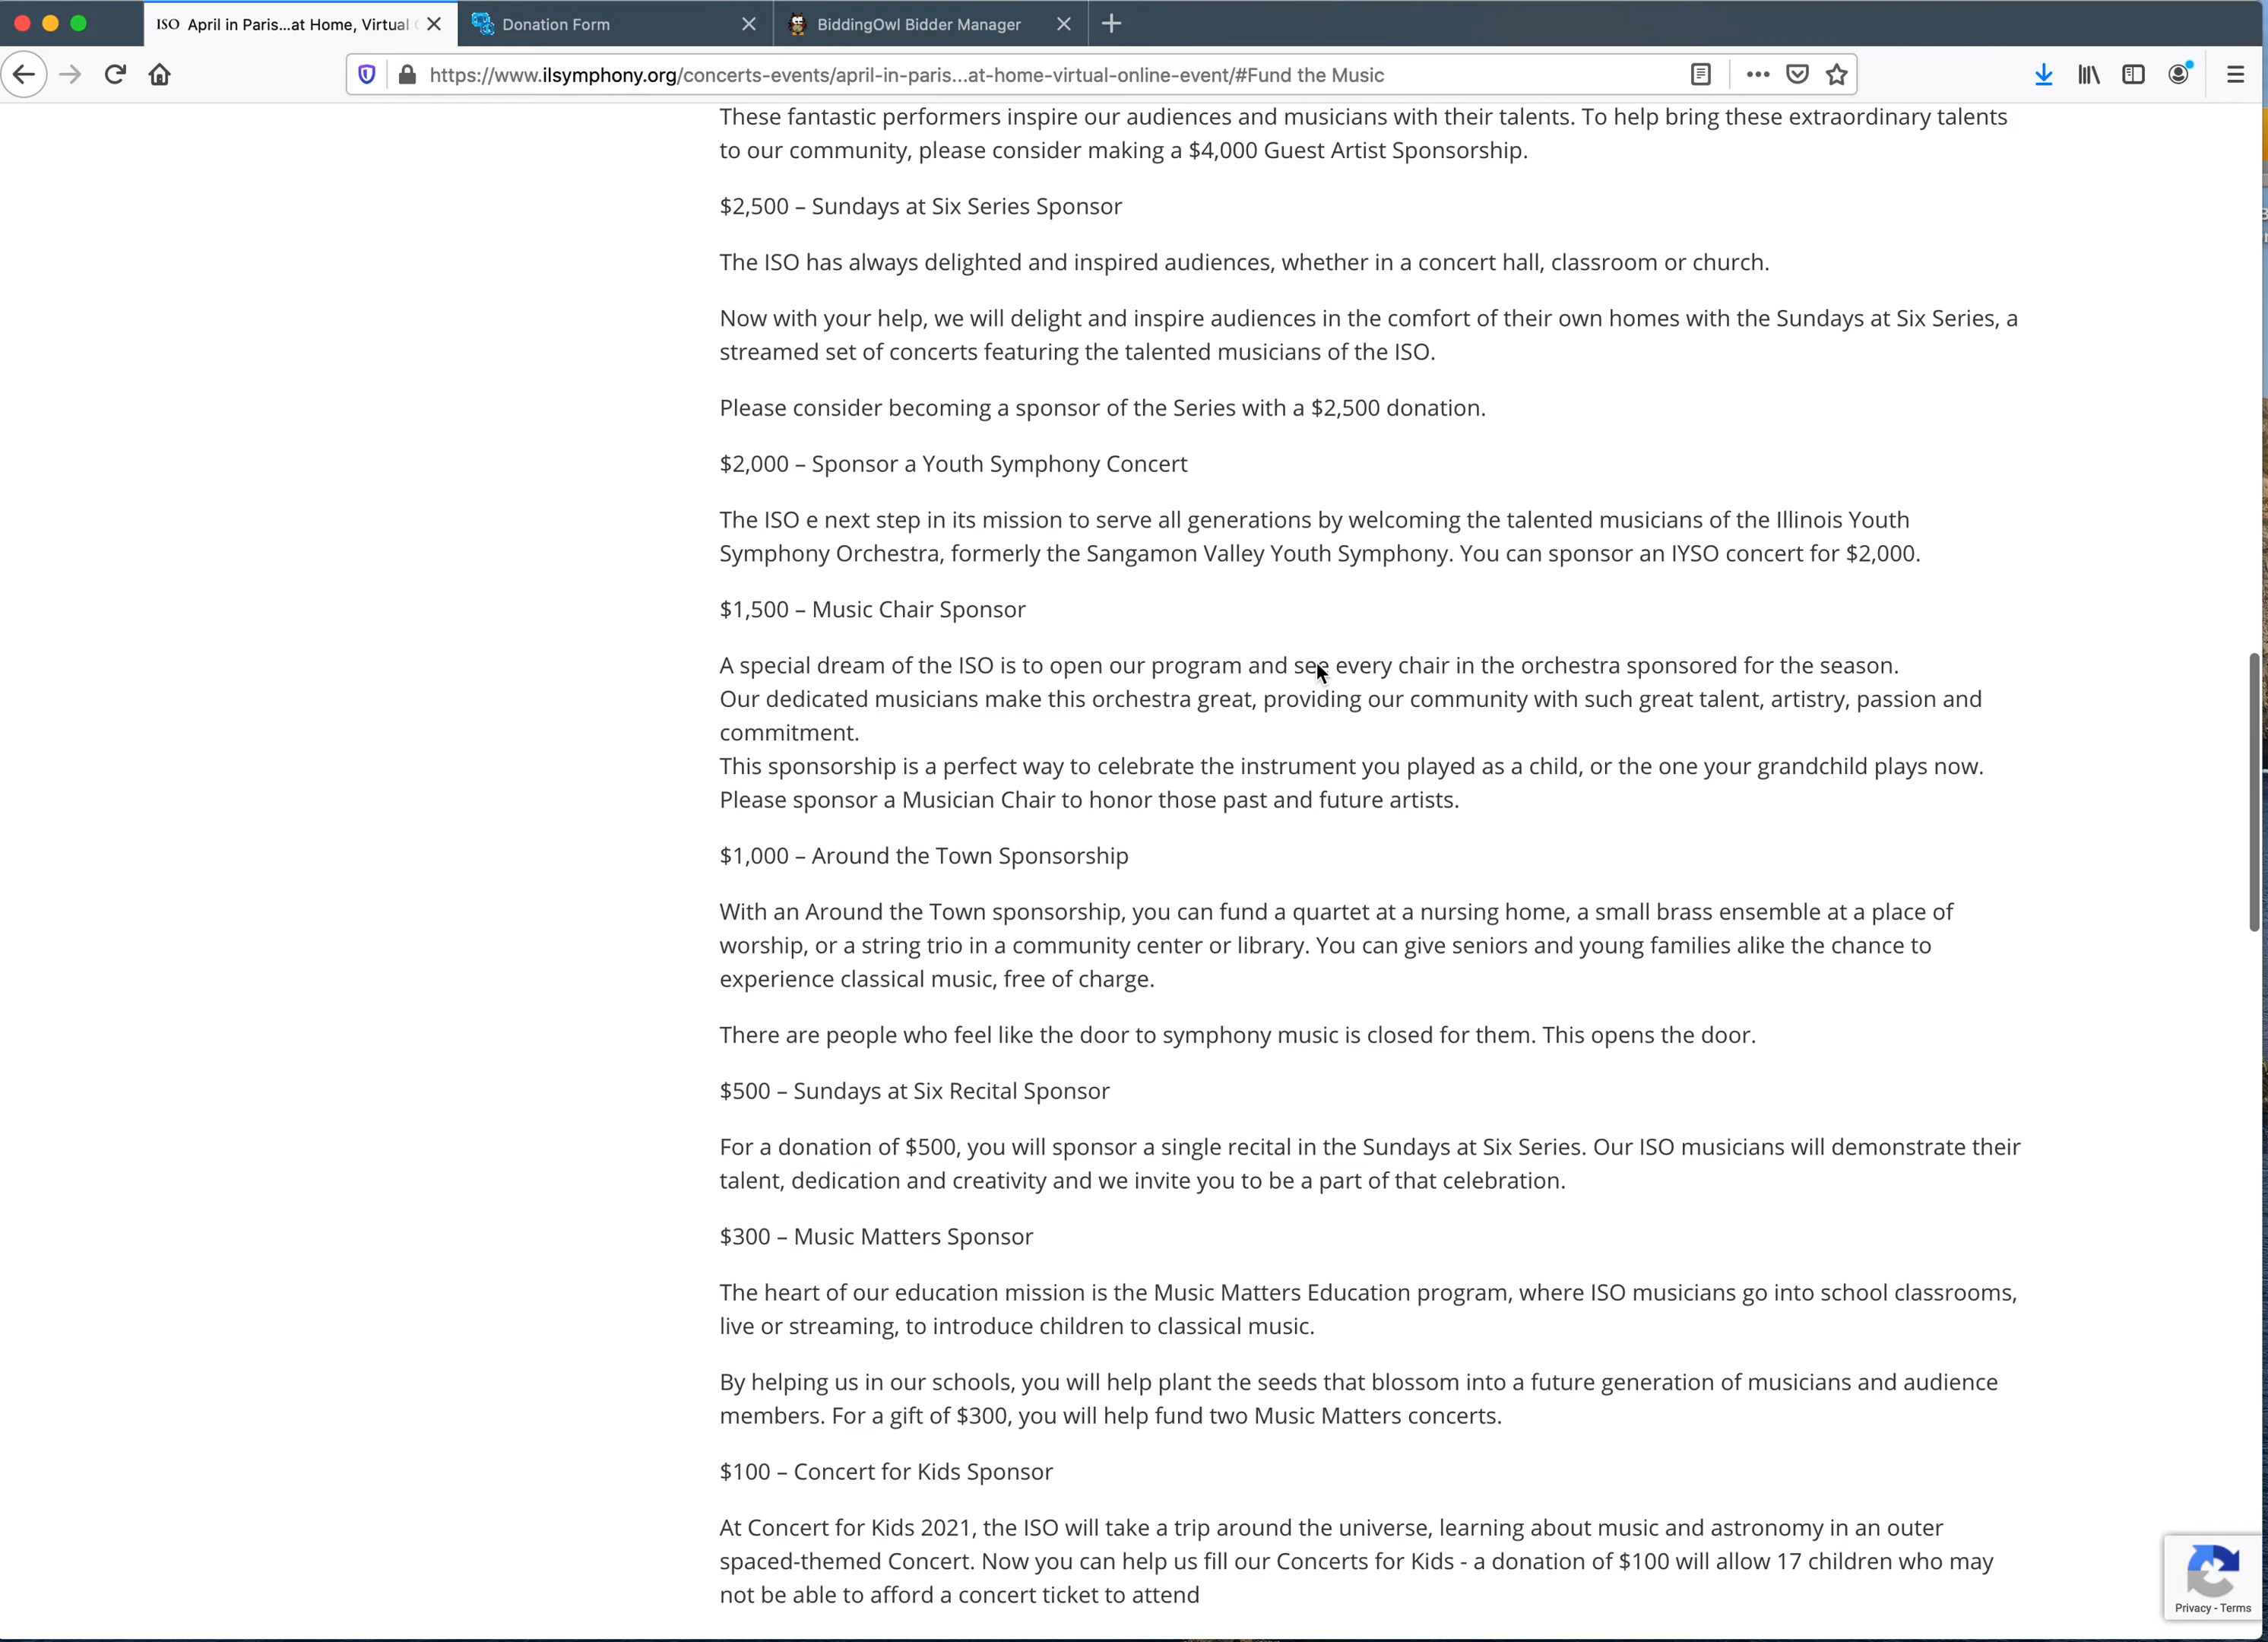 ISO April in Paris...at Home, Virtual
Donation Form
BiddingOwl Bidder Manager
https://www.ilsymphony.org/concerts-events/april-in-paris...at-home-virtual-online-event/#Fund the Music
These fantastic performers inspire our audiences and musicians with their talents. To help bring these extraordinary talents
to our community, please consider making a $4,000 Guest Artist Sponsorship.
$2,500 – Sundays at Six Series Sponsor
The ISO has always delighted and inspired audiences, whether in a concert hall, classroom or church.
Now with your help, we will delight and inspire audiences in the comfort of their own homes with the Sundays at Six Series, a
streamed set of concerts featuring the talented musicians of the ISO.
Please consider becoming a sponsor of the Series with a $2,500 donation.
$2,000 – Sponsor a Youth Symphony Concert
The ISO e next step in its mission to serve all generations by welcoming the talented musicians of the Illinois Youth
Symphony Orchestra, formerly the Sangamon Valley Youth Symphony. You can sponsor an IYSO concert for $2,000.
$1,500 – Music Chair Sponsor
A special dream of the ISO is to open our program and see every chair in the orchestra sponsored for the season.
Our dedicated musicians make this orchestra great, providing our community with such great talent, artistry, passion and
commitment.
This sponsorship is a perfect way to celebrate the instrument you played as a child, or the one your grandchild plays now.
Please sponsor a Musician Chair to honor those past and future artists.
$1,000 – Around the Town Sponsorship
With an Around the Town sponsorship, you can fund a quartet at a nursing home, a small brass ensemble at a place of
worship, or a string trio in a community center or library. You can give seniors and young families alike the chance to
experience classical music, free of charge.
There are people who feel like the door to symphony music is closed for them. This opens the door.
$500 – Sundays at Six Recital Sponsor
For a donation of $500, you will sponsor a single recital in the Sundays at Six Series. Our ISO musicians will demonstrate their
talent, dedication and creativity and we invite you to be a part of that celebration.
$300 – Music Matters Sponsor
The heart of our education mission is the Music Matters Education program, where ISO musicians go into school classrooms,
live or streaming, to introduce children to classical music.
By helping us in our schools, you will help plant the seeds that blossom into a future generation of musicians and audience
members. For a gift of $300, you will help fund two Music Matters concerts.
$100 – Concert for Kids Sponsor
At Concert for Kids 2021, the ISO will take a trip around the universe, learning about music and astronomy in an outer
spaced-themed Concert. Now you can help us fill our Concerts for Kids - a donation of $100 will allow 17 children who may
not be able to afford a concert ticket to attend
Privacy - Terms